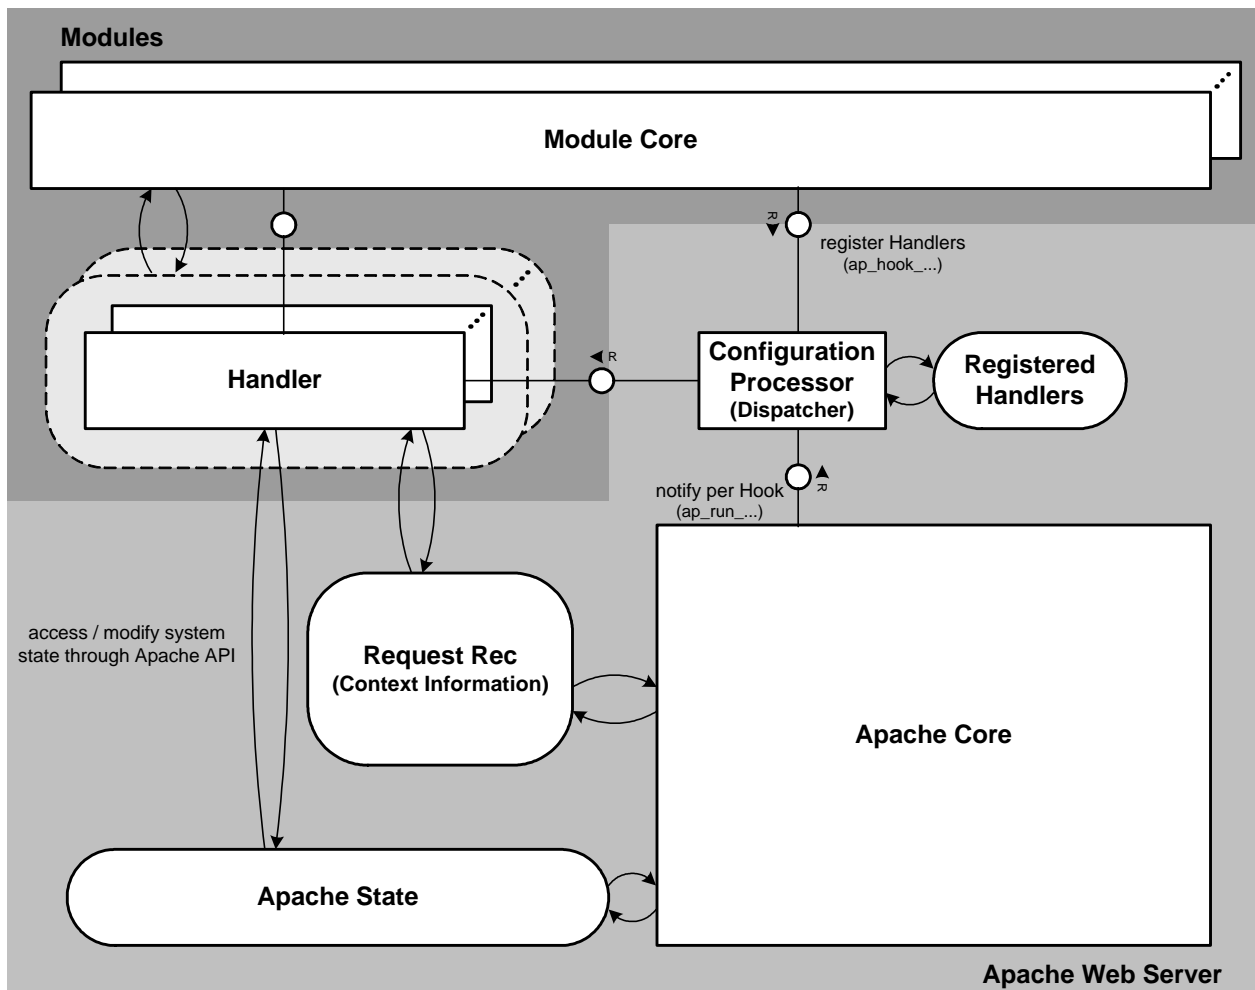 Modules
Module Core
R
register Handlers
(ap_hook_...)
R
Handler
Configuration
Processor
(Dispatcher)
Registered
Handlers
R
notify per Hook
(ap_run_...)
access / modify system
state through Apache API
Request Rec
(Context Information)
Apache Core
Apache State
Apache Web Server